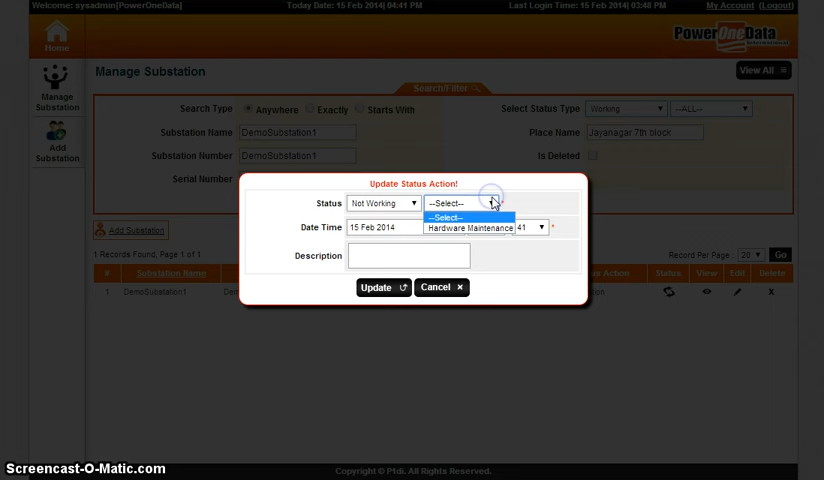 Welcome: sysadmin(PowerOneData)
Today Date: 15 Feb 2014 / 04:41 PM
Last Login Time: 15 Feb 2014 / 03:48 PM
My Account (Logout)
Home
PowerOneData
International
Manage Substation
View All
Manage
Substation
Add
Substation
Search/Filter
Search Type Anywhere Exactly Starts With
Select Status Type Working --ALL--
Substation Name DemoSubstation1
Place Name Jayanagar 7th block
Substation Number DemoSubstation1
Is Deleted
Serial Number
Update Status Action!
Status Not Working --Select-- *
--Select--
Hardware Maintenance
Date Time 15 Feb 2014 41 *
Description
Update Cancel
Add Substation
1 Records Found. Page 1 of 1
Record Per Page: 20 Go
# Substation Name Status Action Status View Edit Delete
1 DemoSubstation1 X
Copyright © P1di. All Rights Reserved.
Screencast-O-Matic.com